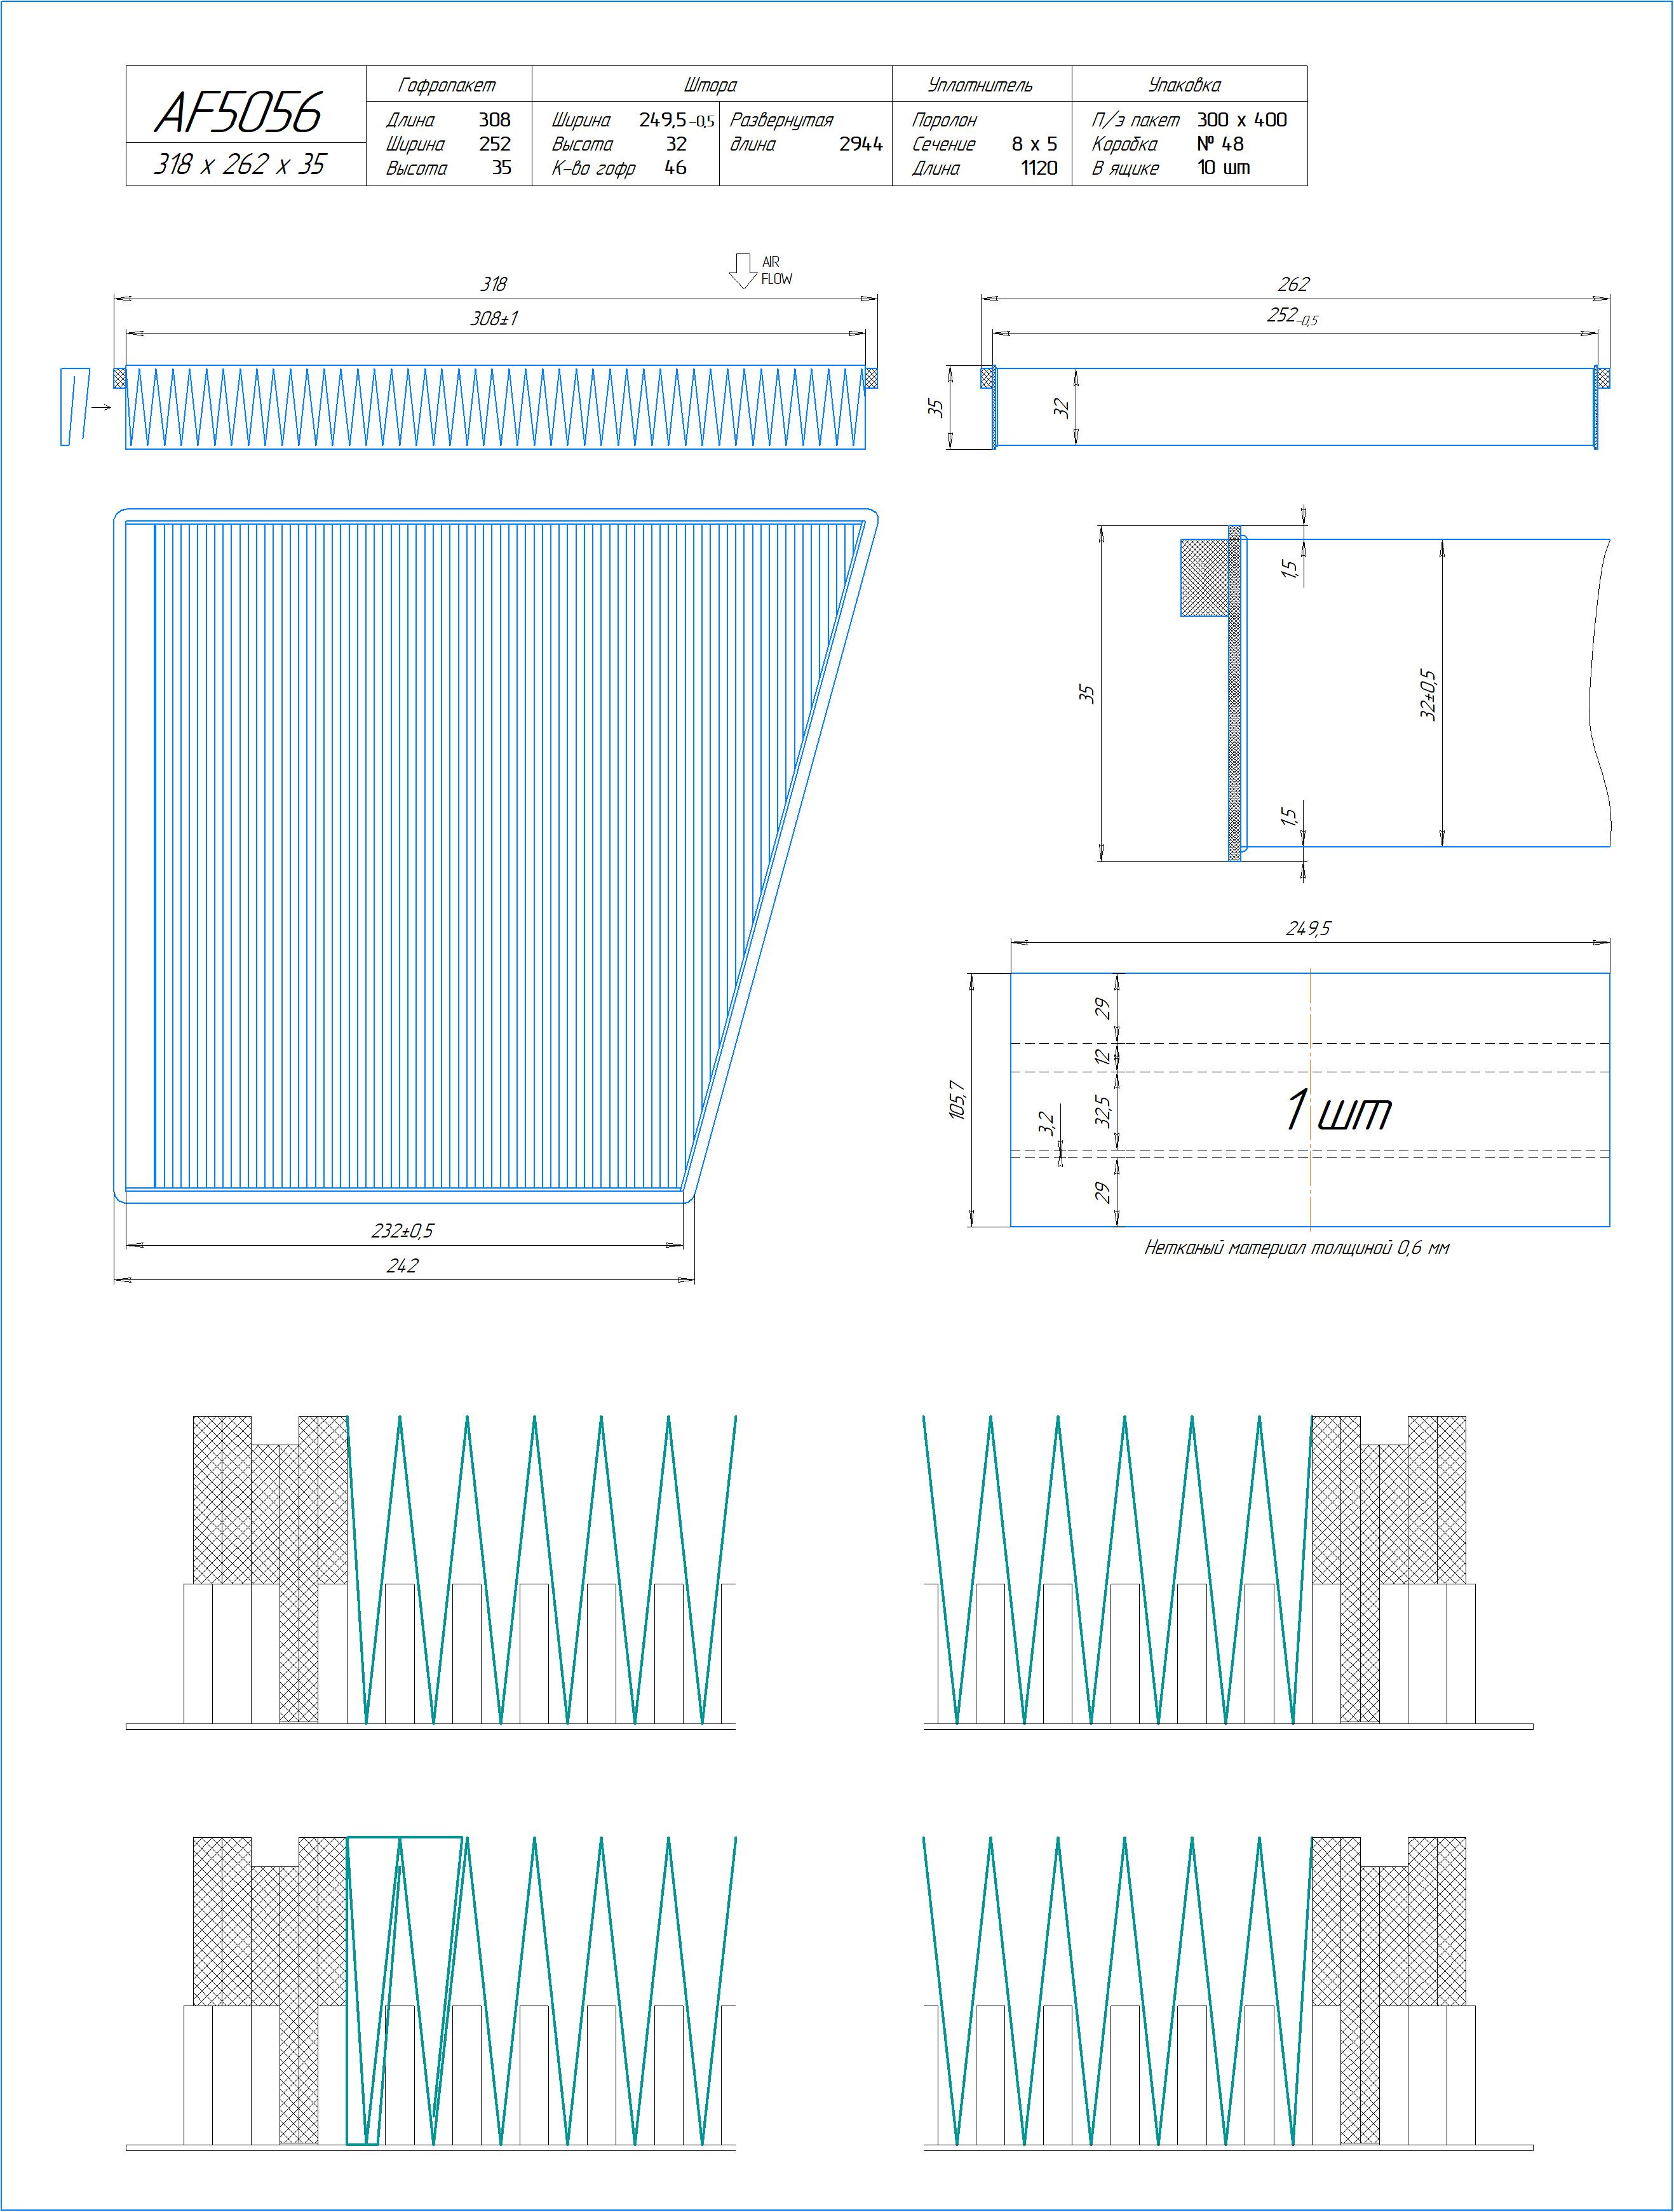 AF5056
318 x 262 x 35
Гофропакет
Длина 308
Ширина 252
Высота 35
Штора
Ширина 249,5 -0,5
Высота 32
К-во гофр 46
Развернутая
длина 2944
Уплотнитель
Поролон
Сечение 8 x 5
Длина 1120
Упаковка
П/э пакет 300 x 400
Коробка № 48
В ящике 10 шт
AIR
FLOW
318
308±1
262
252-0,5
35
32
1,5
35
32±0,5
1,5
232±0,5
242
249,5
105,7
29
12
32,5
3,2
29
1 шт
Нетканый материал толщиной 0,6 мм